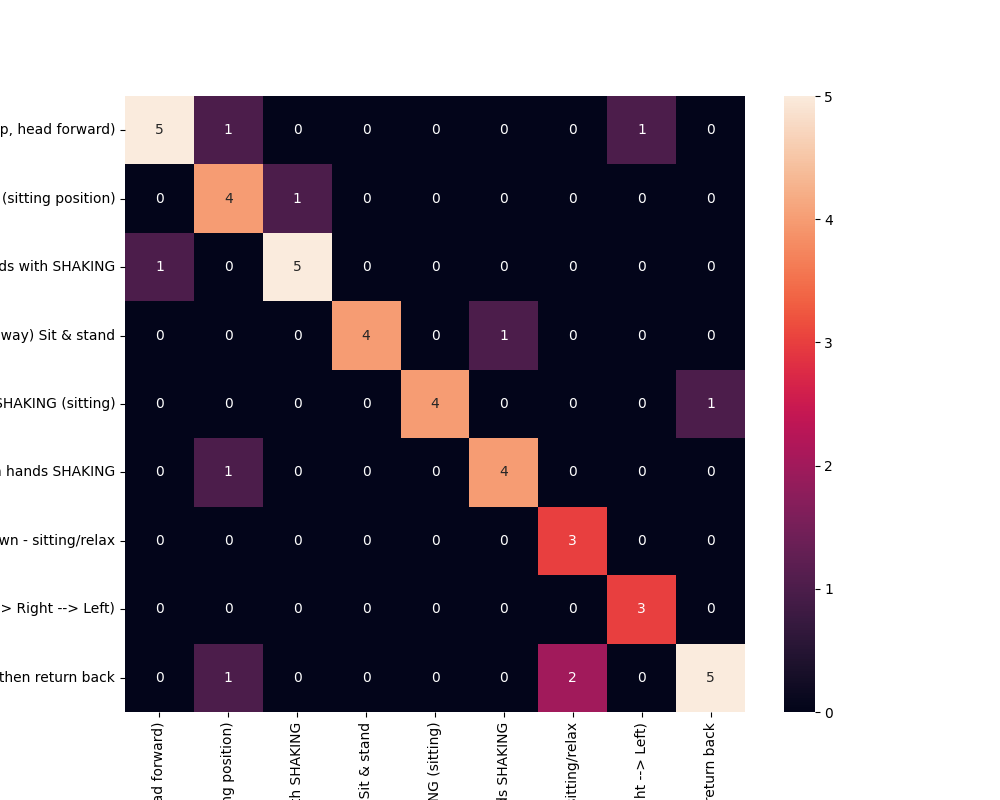 p, head forward) 5 1 0 0 0 0 0 1 0
(sitting position) 0 4 1 0 0 0 0 0 0
ds with SHAKING 1 0 5 0 0 0 0 0 0
way) Sit & stand 0 0 0 4 0 1 0 0 0
SHAKING (sitting) 0 0 0 0 4 0 0 0 1
hands SHAKING 0 1 0 0 0 4 0 0 0
wn - sitting/relax 0 0 0 0 0 0 3 0 0
> Right --> Left) 0 0 0 0 0 0 0 3 0
then return back 0 1 0 0 0 0 2 0 5
ad forward)
ng position)
th SHAKING
Sit & stand
NG (sitting)
ds SHAKING
sitting/relax
ht --> Left)
return back
5
4
3
2
1
0